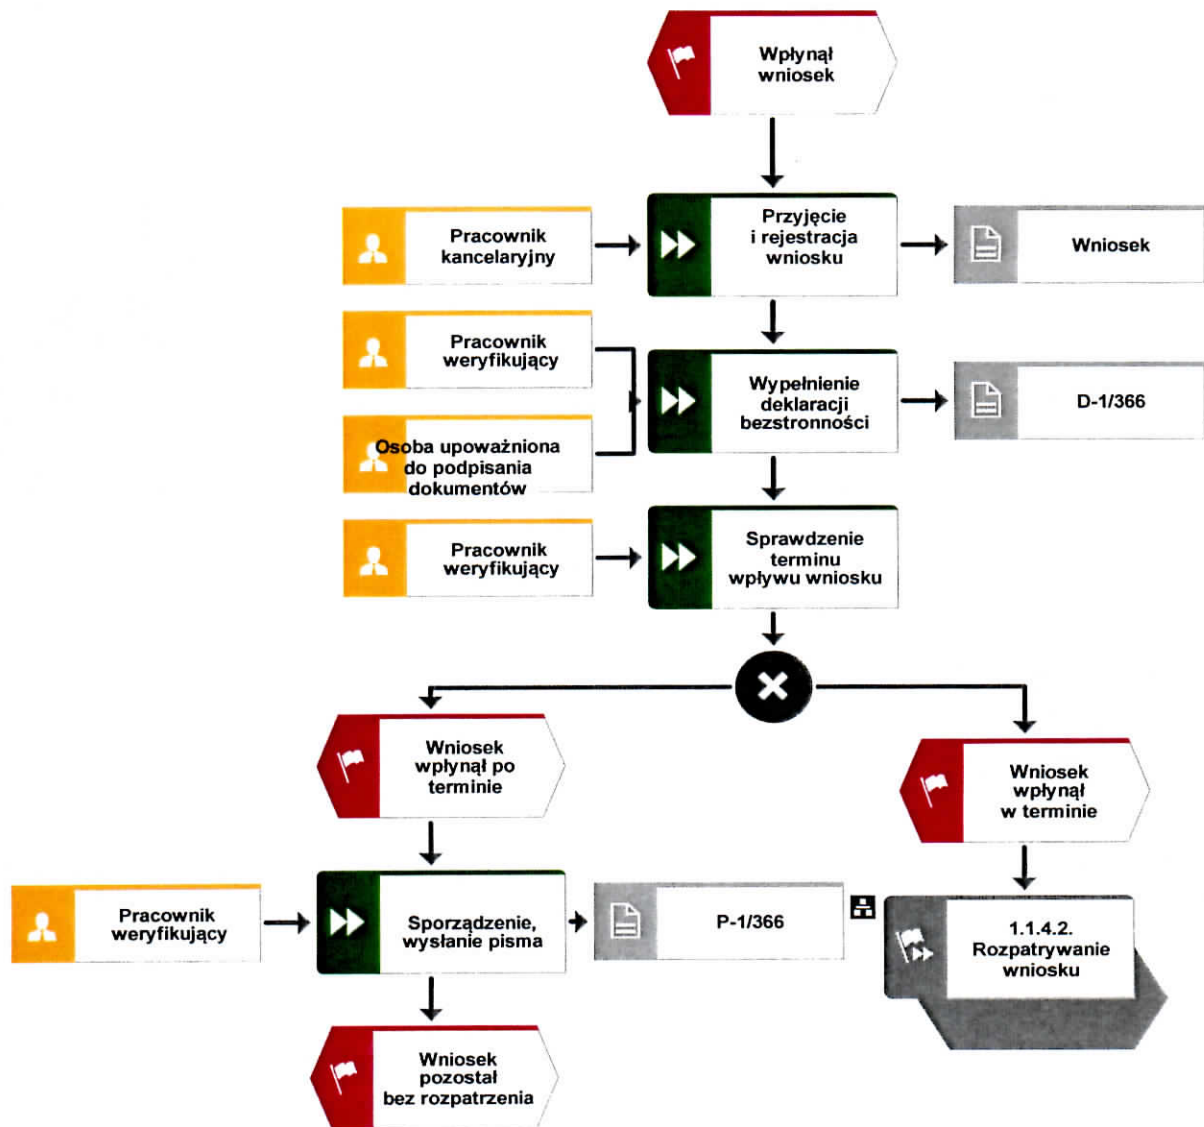 Wpłynął
wniosek
Pracownik
kancelaryjny
Przyjęcie
i rejestracja
wniosku
Wniosek
Pracownik
weryfikujący
Osoba upoważniona
do podpisania
dokumentów
Wypełnienie
deklaracji
bezstronności
D-1/366
Pracownik
weryfikujący
Sprawdzenie
terminu
wpływu wniosku
Wniosek
wpłynął po
terminie
Wniosek
wpłynął
w terminie
Pracownik
weryfikujący
Sporządzenie,
wysłanie pisma
P-1/366
1.1.4.2.
Rozpatrywanie
wniosku
Wniosek
pozostał
bez rozpatrzenia